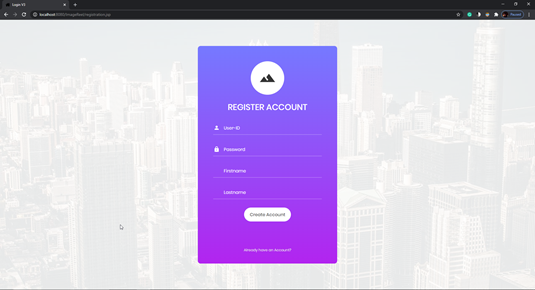 Login V3
localhost:8080/ImageBase/registration.jsp
Paused
REGISTER ACCOUNT
User-ID
Password
Firstname
Lastname
Create Account
Already have an Account?